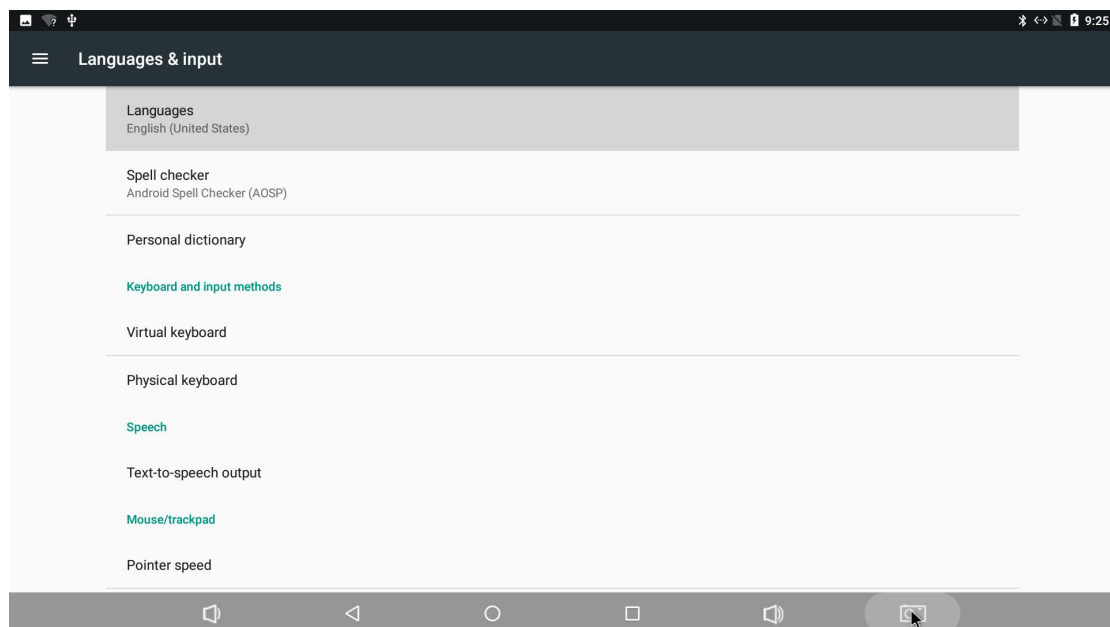 9:25
Languages & input
Languages
English (United States)
Spell checker
Android Spell Checker (AOSP)
Personal dictionary
Keyboard and input methods
Virtual keyboard
Physical keyboard
Speech
Text-to-speech output
Mouse/trackpad
Pointer speed